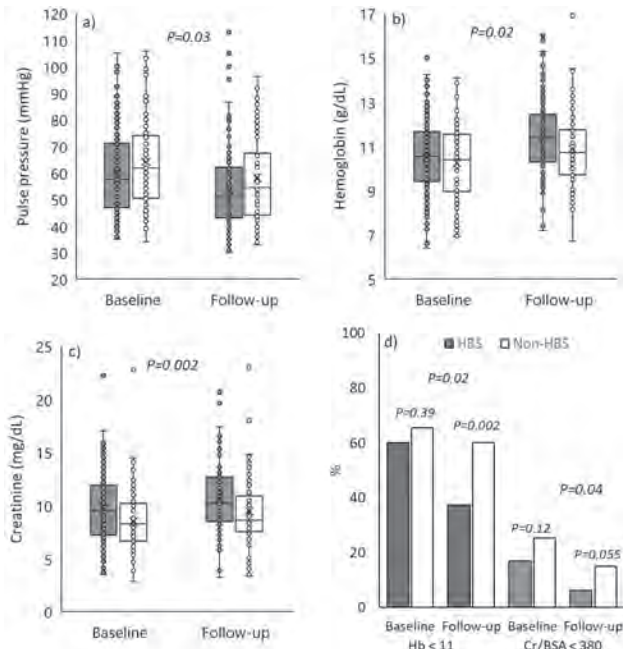 a)
P=0.03
Pulse pressure (mmHg)
120
110
100
90
80
70
60
50
40
30
20
Baseline Follow-up
b)
P=0.02
Hemoglobin (g/dL)
17
15
13
11
9
7
5
Baseline Follow-up
c)
P=0.002
Creatinine (mg/dL)
25
20
15
10
5
0
Baseline Follow-up
d)
HBS Non-HBS
P=0.02
P=0.39
P=0.002
P=0.04
P=0.12
P=0.055
%
100
80
60
40
20
0
Baseline Follow-up Baseline Follow-up
Hb < 11 Cr/BSA < 380